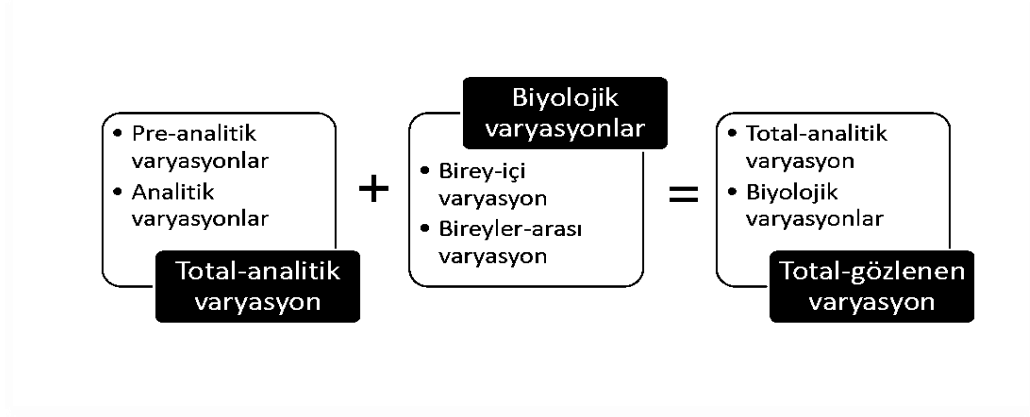 • Pre-analitik
varyasyonlar
• Analitik
varyasyonlar
Total-analitik
varyasyon
+
Biyolojik
varyasyonlar
• Birey-içi
varyasyon
• Bireyler-arası
varyasyon
=
• Total-analitik
varyasyon
• Biyolojik
varyasyonlar
Total-gözlenen
varyasyon